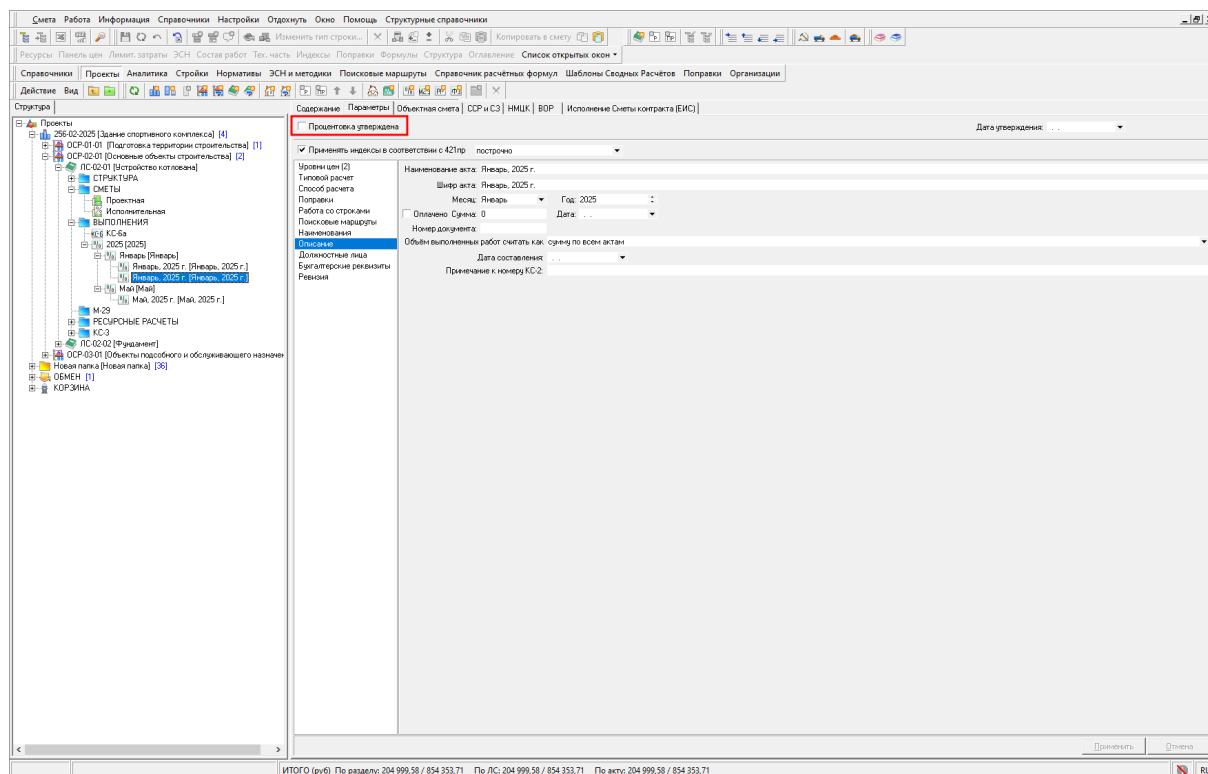 Смета Работа Информация Справочники Настройки Отдохнуть Окно Помощь Структурные справочники
Изменить тип строки... Копировать в смету
Ресурсы Панель цен Лимит. затраты ЭСН Состав работ Тех. часть Индексы Поправки Формулы Структура Оглавление Список открытых окон
Справочники Проекты Аналитика Стройки Нормативы ЭСН и методики Поисковые маршруты Справочник расчётных формул Шаблоны Сводных Расчётов Поправки Организации
Действие Вид
Структура
Проекты
256-02-2025 [Здание спортивного комплекса] [4]
ОСР-01-01 [Подготовка территории строительства] [1]
ОСР-02-01 [Основные объекты строительства] [2]
ЛС-02-01 [Устройство котлована]
СТРУКТУРА
СМЕТЫ
Проектная
Исполнительная
ВЫПОЛНЕНИЯ
КС-6 КС-6а
2025 [2025]
Январь [Январь]
Январь, 2025 г. [Январь, 2025 г.]
Январь, 2025 г. [Январь, 2025 г.]
Май [Май]
Май, 2025 г. [Май, 2025 г.]
М-29
РЕСУРСНЫЕ РАСЧЕТЫ
КС-3
ЛС-02-02 [Фундамент]
ОСР-03-01 [Объекты подсобного и обслуживающего назначен
Новая папка [Новая папка] [36]
ОБМЕН [1]
КОРЗИНА
Содержание Параметры Объектная смета ССР и СЗ НМЦК ВОР Исполнение Сметы контракта (ЕИС)
Процентовка утверждена
Дата утверждения: . .
Применять индексы в соответствии с 421пр построчно
Уровни цен (2)
Типовой расчет
Способ расчета
Поправки
Работа со строками
Поисковые маршруты
Наименования
Описание
Должностные лица
Бухгалтерские реквизиты
Ревизия
Наименование акта: Январь, 2025 г.
Шифр акта: Январь, 2025 г.
Месяц: Январь Год: 2025
Оплачено Сумма: 0 Дата: . .
Номер документа:
Объём выполненных работ считать как: сумму по всем актам
Дата составления: . .
Примечание к номеру КС-2:
Применить Отмена
ИТОГО (руб) По разделу: 204 999,58 / 854 353,71 По ЛС: 204 999,58 / 854 353,71 По акту: 204 999,58 / 854 353,71
RU